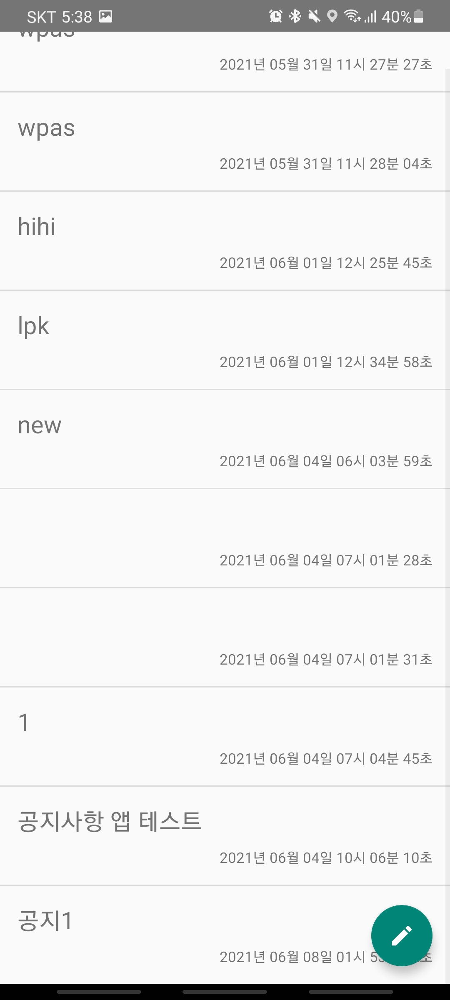 SKT 5:38 40%
wpas
2021년 05월 31일 11시 27분 27초
wpas
2021년 05월 31일 11시 28분 04초
hihi
2021년 06월 01일 12시 25분 45초
lpk
2021년 06월 01일 12시 34분 58초
new
2021년 06월 04일 06시 03분 59초
2021년 06월 04일 07시 01분 28초
2021년 06월 04일 07시 01분 31초
1
2021년 06월 04일 07시 04분 45초
공지사항 앱 테스트
2021년 06월 04일 10시 06분 10초
공지1
2021년 06월 08일 01시